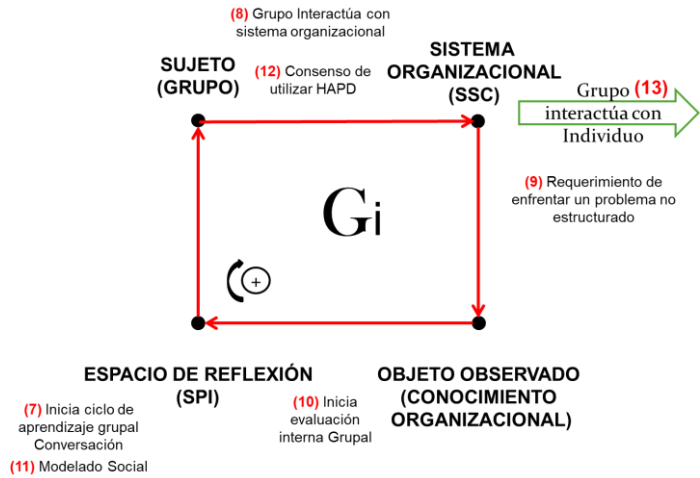 (8) Grupo Interactúa con
sistema organizacional
SUJETO
(GRUPO)
(12) Consenso de
utilizar HAPD
SISTEMA
ORGANIZACIONAL
(SSC)
Grupo (13)
interactúa con
Individuo
(9) Requerimiento de
enfrentar un problema no
estructurado
Gi
+
ESPACIO DE REFLEXIÓN
(SPI)
OBJETO OBSERVADO
(CONOCIMIENTO
ORGANIZACIONAL)
(7) Inicia ciclo de
aprendizaje grupal
Conversación
(11) Modelado Social
(10) Inicia
evaluación
interna Grupal